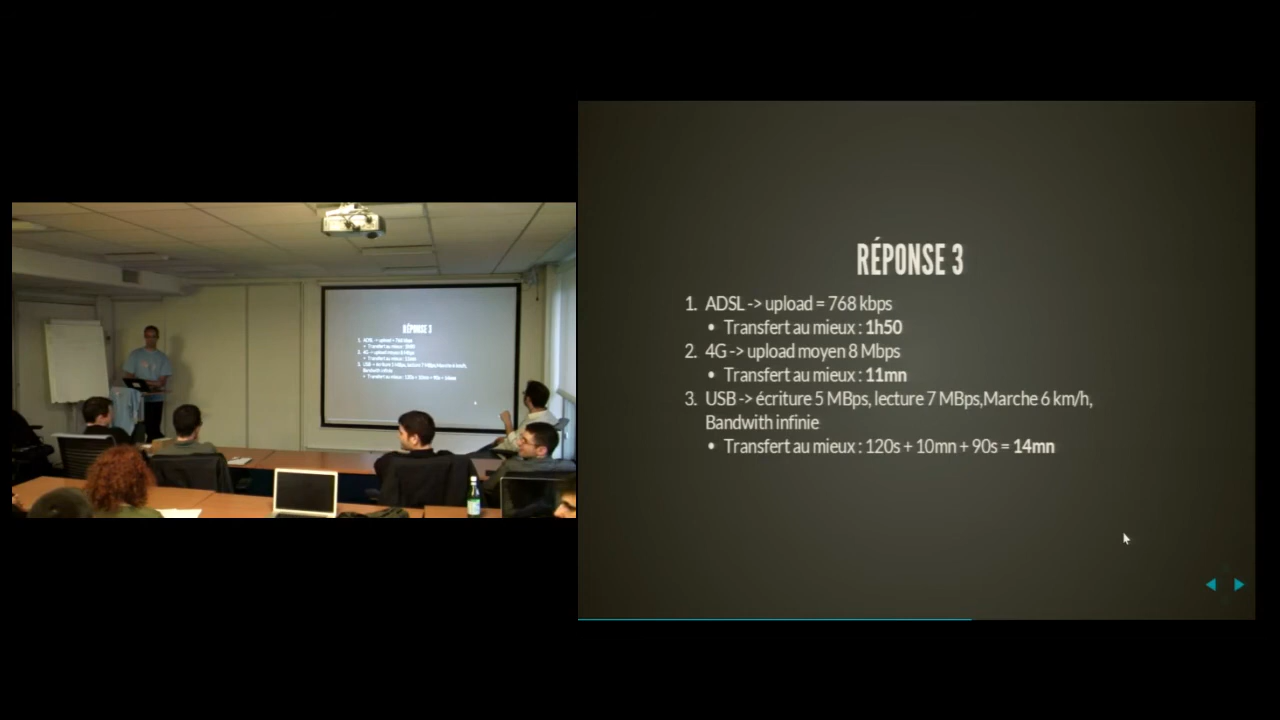 RÉPONSE 3
1. ADSL -> upload = 768 kbps
• Transfert au mieux : 1h50
2. 4G -> upload moyen 8 Mbps
• Transfert au mieux : 11mn
3. USB -> écriture 5 MBps, lecture 7 MBps,Marche 6 km/h,
Bandwith infinie
• Transfert au mieux : 120s + 10mn + 90s = 14mn